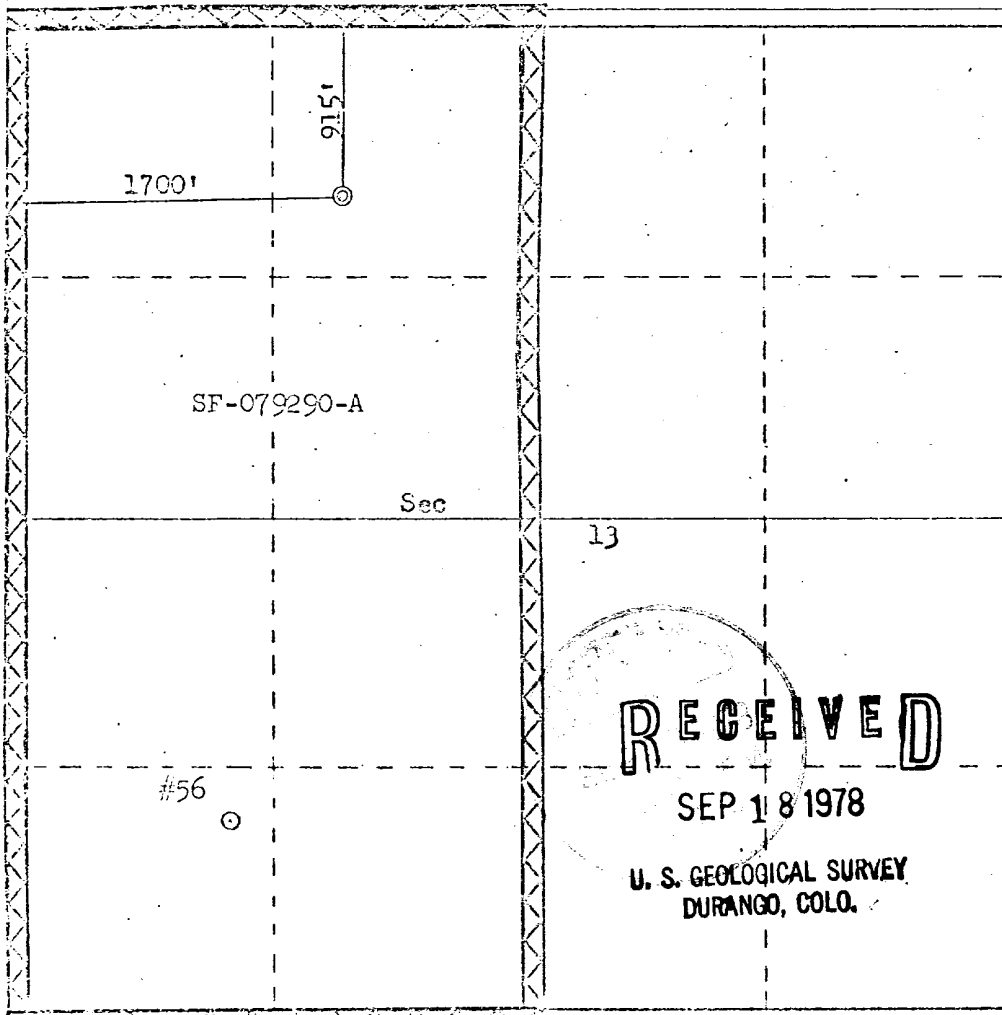 915'
1700'
SF-079290-A
Sec
13
#56
RECEIVED
SEP 18 1978
U. S. GEOLOGICAL SURVEY
DURANGO, COLO.